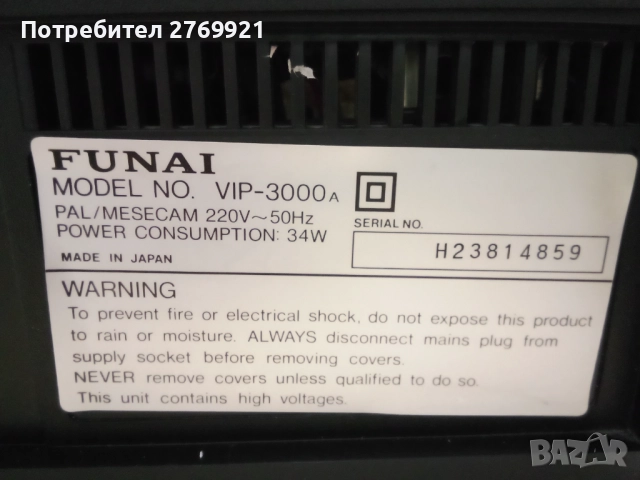 Потребител 2769921
FUNAI
MODEL NO. VIP-3000A
PAL/MESECAM 220V~50Hz
POWER CONSUMPTION: 34W
MADE IN JAPAN
SERIAL NO.
H23814859
WARNING
To prevent fire or electrical shock, do not expose this product
to rain or moisture. ALWAYS disconnect mains plug from
supply socket before removing covers.
NEVER remove covers unless qualified to do so.
This unit contains high voltages.
BAZAR